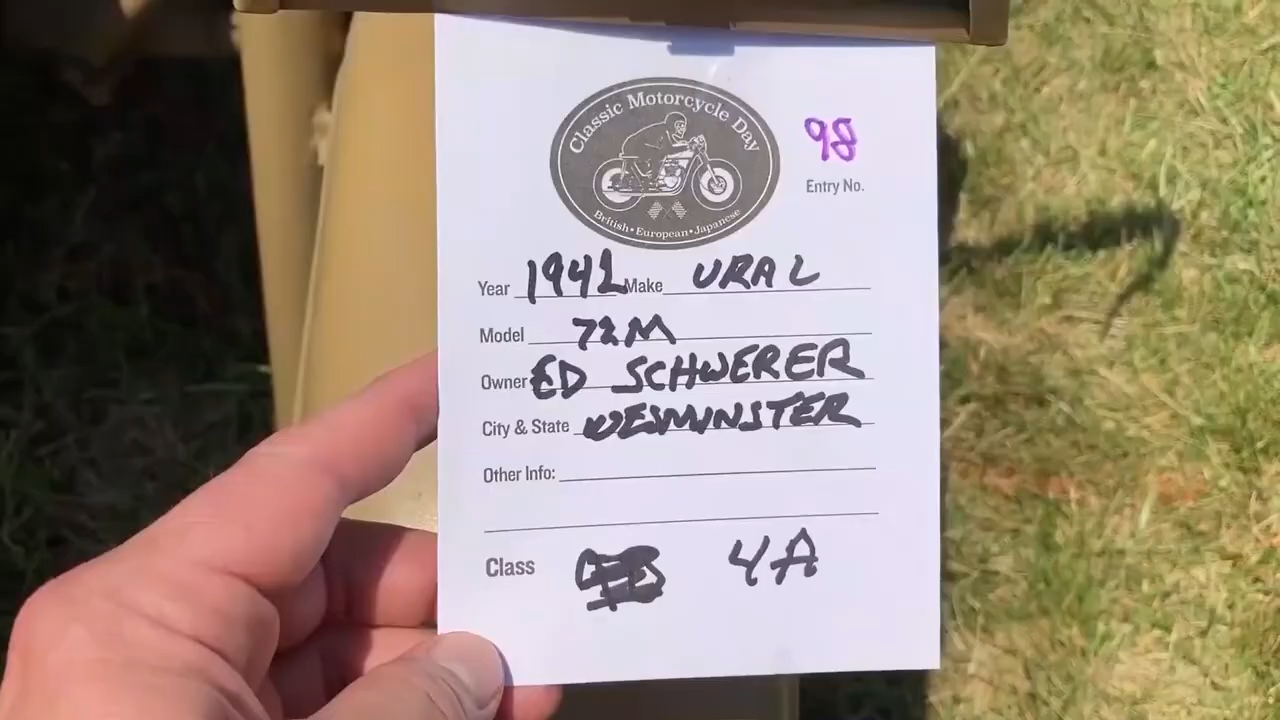 Classic Motorcycle Day
British • European • Japanese
98
Entry No.
Year 1942 Make URAL
Model 72M
Owner ED SCHWERER
City & State WESMINSTER
Other Info:
Class 4A